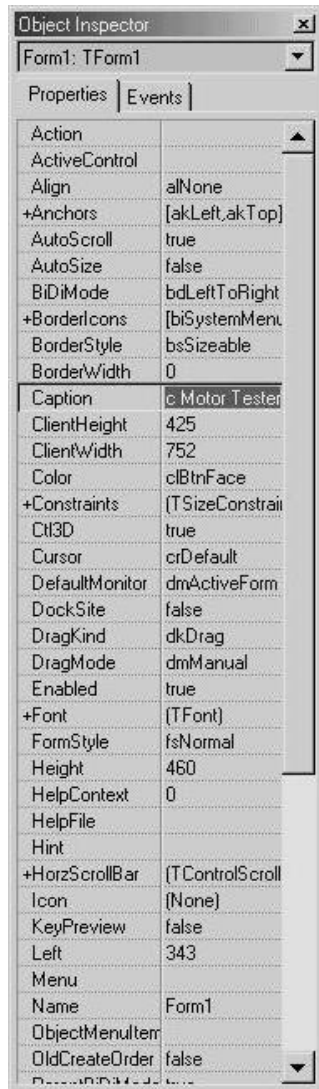 Object Inspector
Form1: TForm1
Properties Events
Action
ActiveControl
Align alNone
+Anchors [akLeft,akTop]
AutoScroll true
AutoSize false
BiDiMode bdLeftToRight
+BorderIcons [biSystemMenu
BorderStyle bsSizeable
BorderWidth 0
Caption c Motor Tester
ClientHeight 425
ClientWidth 752
Color clBtnFace
+Constraints (TSizeConstrain
Ctl3D true
Cursor crDefault
DefaultMonitor dmActiveForm
DockSite false
DragKind dkDrag
DragMode dmManual
Enabled true
+Font (TFont)
FormStyle fsNormal
Height 460
HelpContext 0
HelpFile
Hint
+HorzScrollBar (TControlScroll
Icon (None)
KeyPreview false
Left 343
Menu
Name Form1
ObjectMenuItem
OldCreateOrder false
ParentBiDiMode true